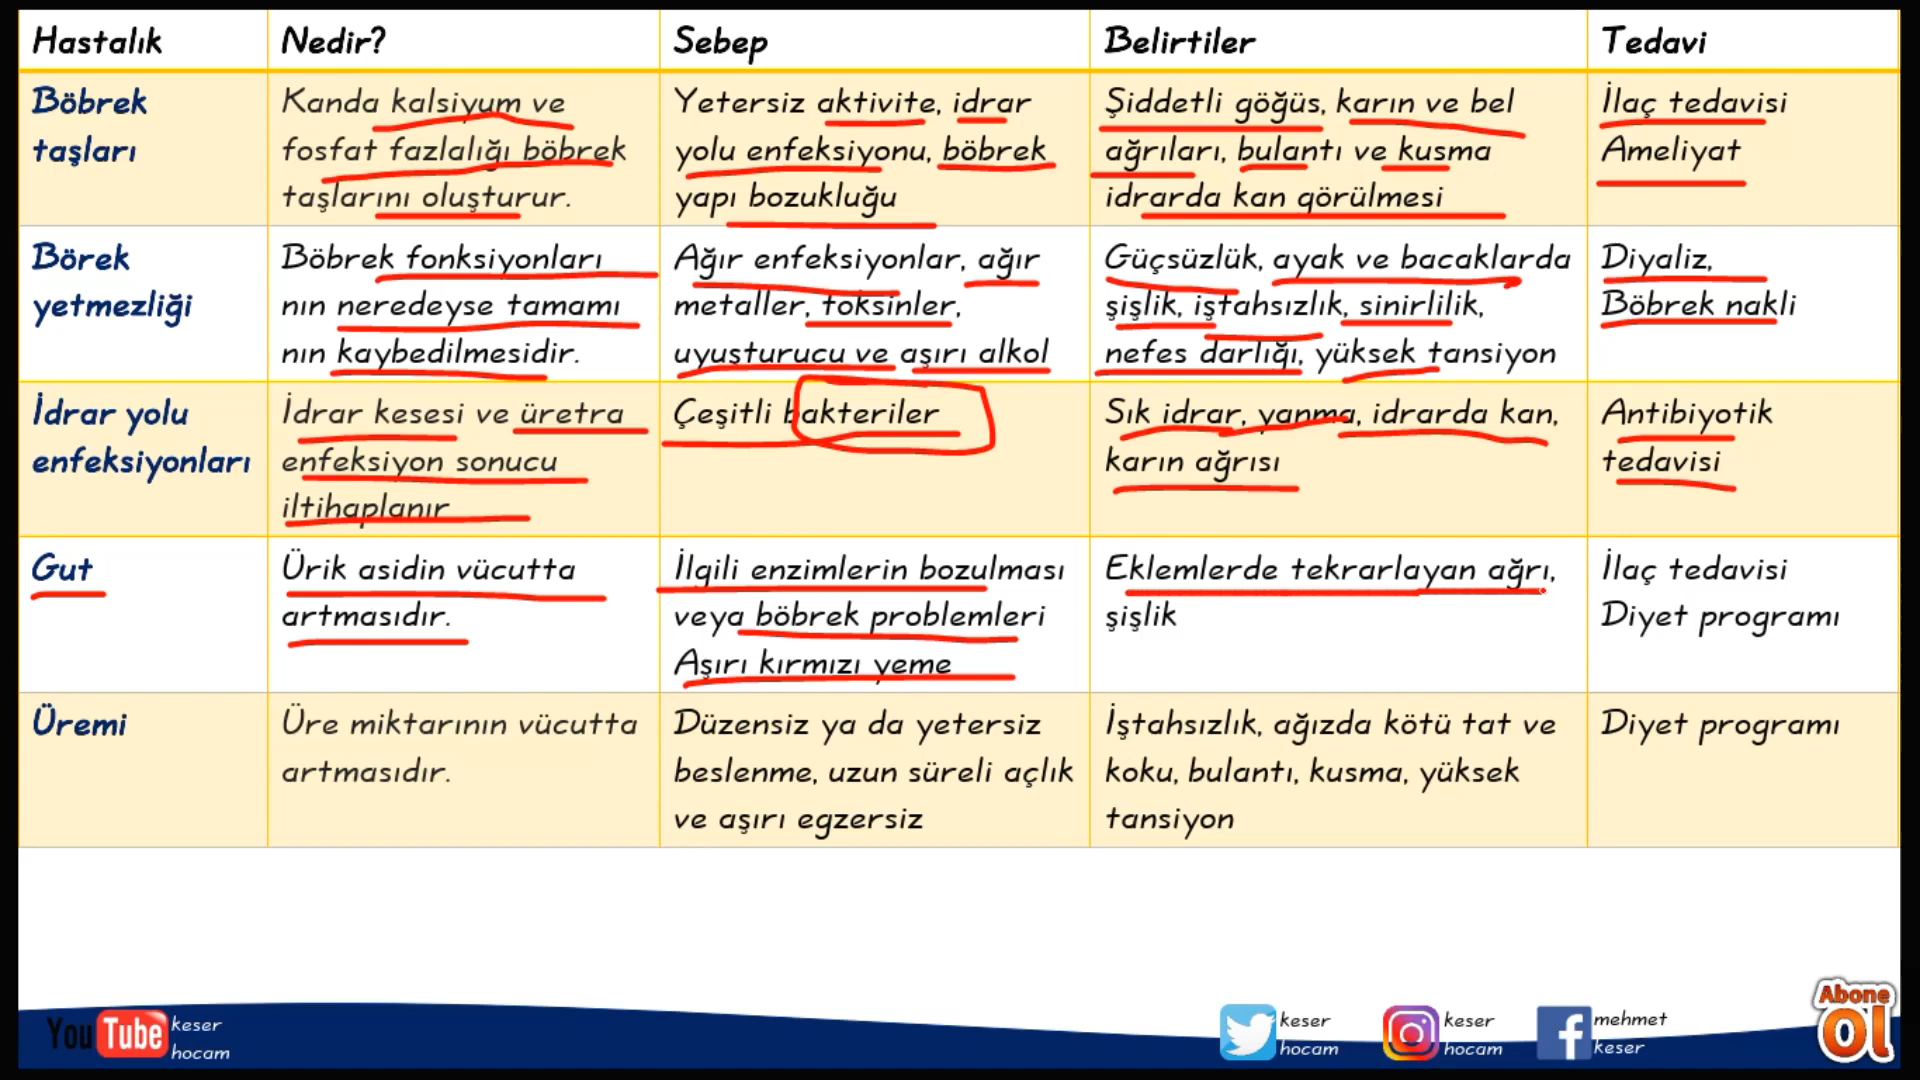 Hastalık Nedir? Sebep Belirtiler Tedavi
Böbrek
taşları
Kanda kalsiyum ve
fosfat fazlalığı böbrek
taşlarını oluşturur.
Yetersiz aktivite, idrar
yolu enfeksiyonu, böbrek
yapı bozukluğu
Şiddetli göğüs, karın ve bel
ağrıları, bulantı ve kusma
idrarda kan görülmesi
İlaç tedavisi
Ameliyat
Börek
yetmezliği
Böbrek fonksiyonları
nın neredeyse tamamı
nın kaybedilmesidir.
Ağır enfeksiyonlar, ağır
metaller, toksinler,
uyuşturucu ve aşırı alkol
Güçsüzlük, ayak ve bacaklarda
şişlik, iştahsızlık, sinirlilik,
nefes darlığı, yüksek tansiyon
Diyaliz,
Böbrek nakli
İdrar yolu
enfeksiyonları
İdrar kesesi ve üretra
enfeksiyon sonucu
iltihaplanır
Çeşitli bakteriler
Sık idrar, yanma, idrarda kan,
karın ağrısı
Antibiyotik
tedavisi
Gut
Ürik asidin vücutta
artmasıdır.
İlgili enzimlerin bozulması
veya böbrek problemleri
Aşırı kırmızı yeme
Eklemlerde tekrarlayan ağrı,
şişlik
İlaç tedavisi
Diyet programı
Üremi
Üre miktarının vücutta
artmasıdır.
Düzensiz ya da yetersiz
beslenme, uzun süreli açlık
ve aşırı egzersiz
İştahsızlık, ağızda kötü tat ve
koku, bulantı, kusma, yüksek
tansiyon
Diyet programı
YouTube
keser
hocam
keser
hocam
keser
hocam
mehmet
keser
Abone
Ol